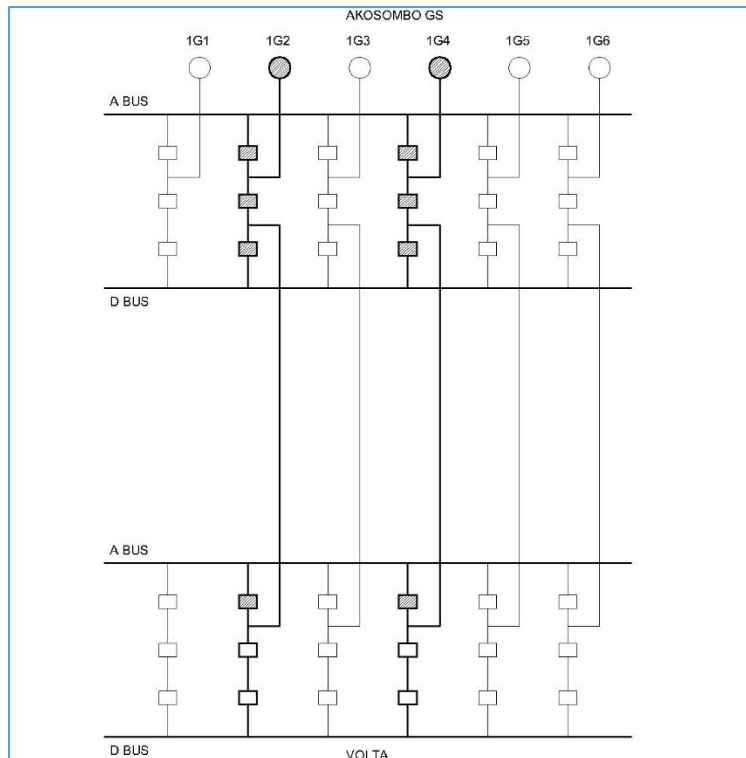 AKOSOMBO GS
1G1 1G2 1G3 1G4 1G5 1G6
A BUS
D BUS
A BUS
D BUS VOLTA